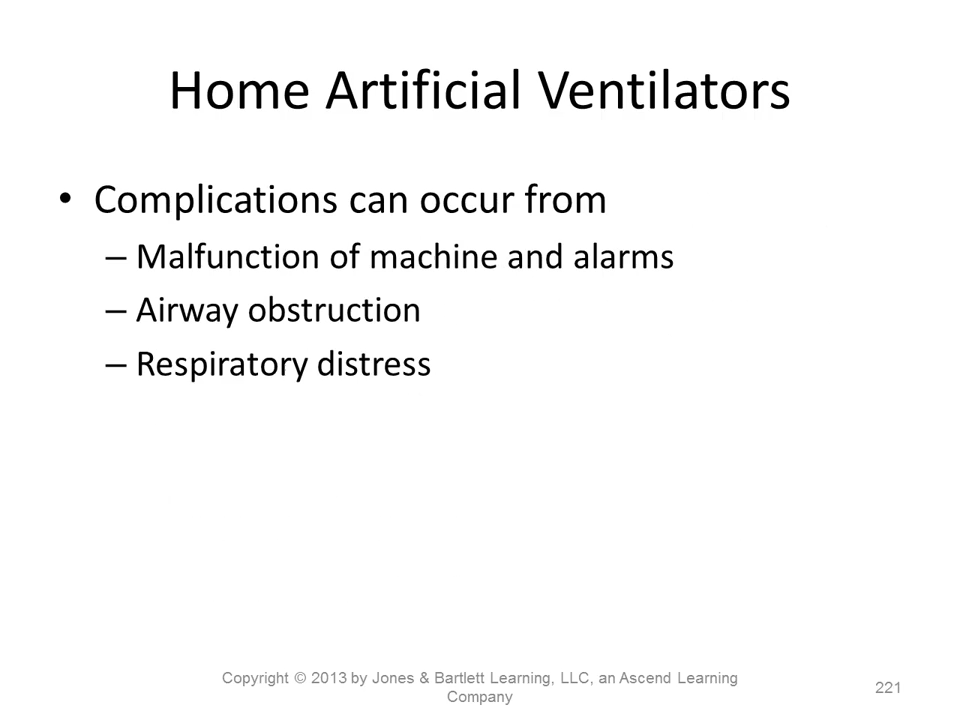 Home Artificial Ventilators
• Complications can occur from
– Malfunction of machine and alarms
– Airway obstruction
– Respiratory distress
Copyright © 2013 by Jones & Bartlett Learning, LLC, an Ascend Learning
Company
221